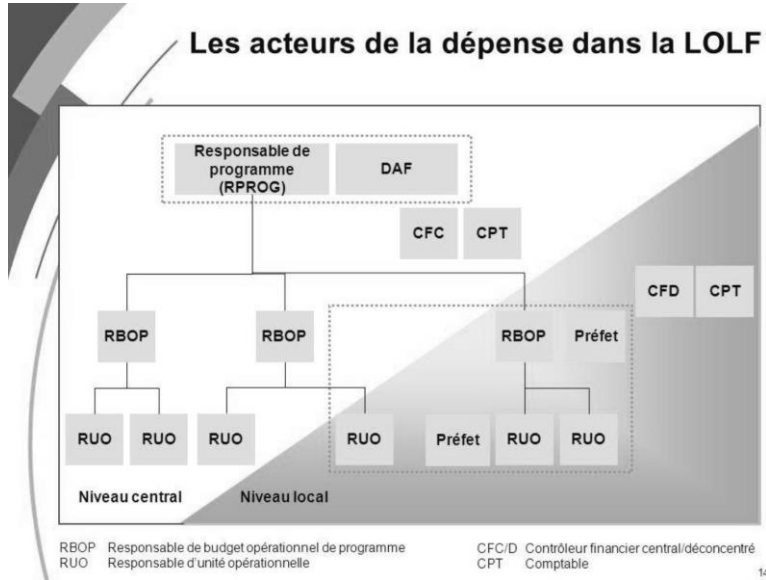 Les acteurs de la dépense dans la LOLF
Responsable de
programme
(RPROG)
DAF
CFC
CPT
CFD
CPT
RBOP
RBOP
RBOP
Préfet
RUO
RUO
RUO
RUO
Préfet
RUO
RUO
Niveau central
Niveau local
RBOP Responsable de budget opérationnel de programme
RUO Responsable d'unité opérationnelle
CFC/D Contrôleur financier central/déconcentré
CPT Comptable
14